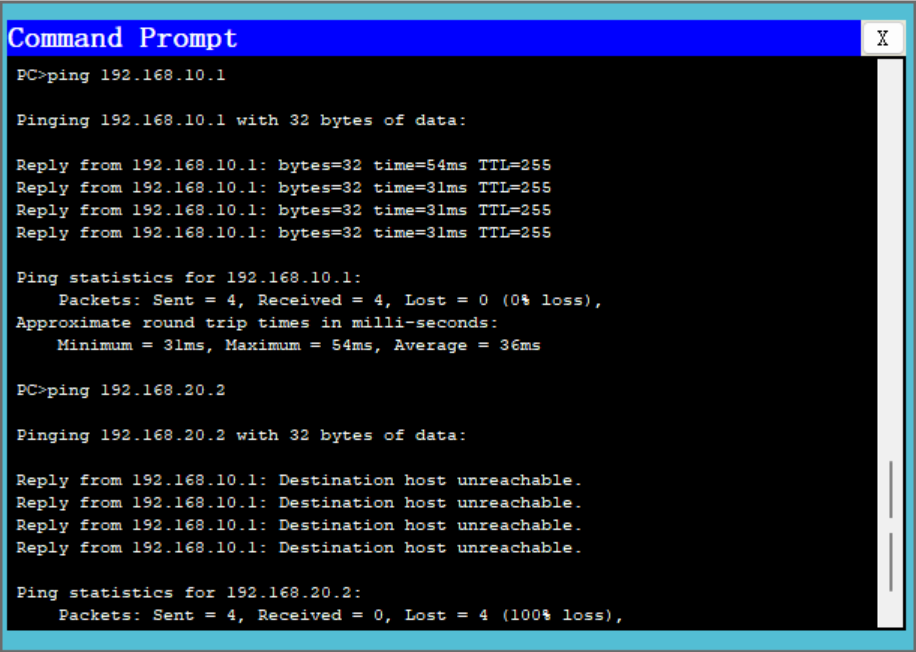 Command Prompt
X
PC>ping 192.168.10.1
Pinging 192.168.10.1 with 32 bytes of data:
Reply from 192.168.10.1: bytes=32 time=54ms TTL=255
Reply from 192.168.10.1: bytes=32 time=31ms TTL=255
Reply from 192.168.10.1: bytes=32 time=31ms TTL=255
Reply from 192.168.10.1: bytes=32 time=31ms TTL=255
Ping statistics for 192.168.10.1:
Packets: Sent = 4, Received = 4, Lost = 0 (0% loss),
Approximate round trip times in milli-seconds:
Minimum = 31ms, Maximum = 54ms, Average = 36ms
PC>ping 192.168.20.2
Pinging 192.168.20.2 with 32 bytes of data:
Reply from 192.168.10.1: Destination host unreachable.
Reply from 192.168.10.1: Destination host unreachable.
Reply from 192.168.10.1: Destination host unreachable.
Reply from 192.168.10.1: Destination host unreachable.
Ping statistics for 192.168.20.2:
Packets: Sent = 4, Received = 0, Lost = 4 (100% loss),